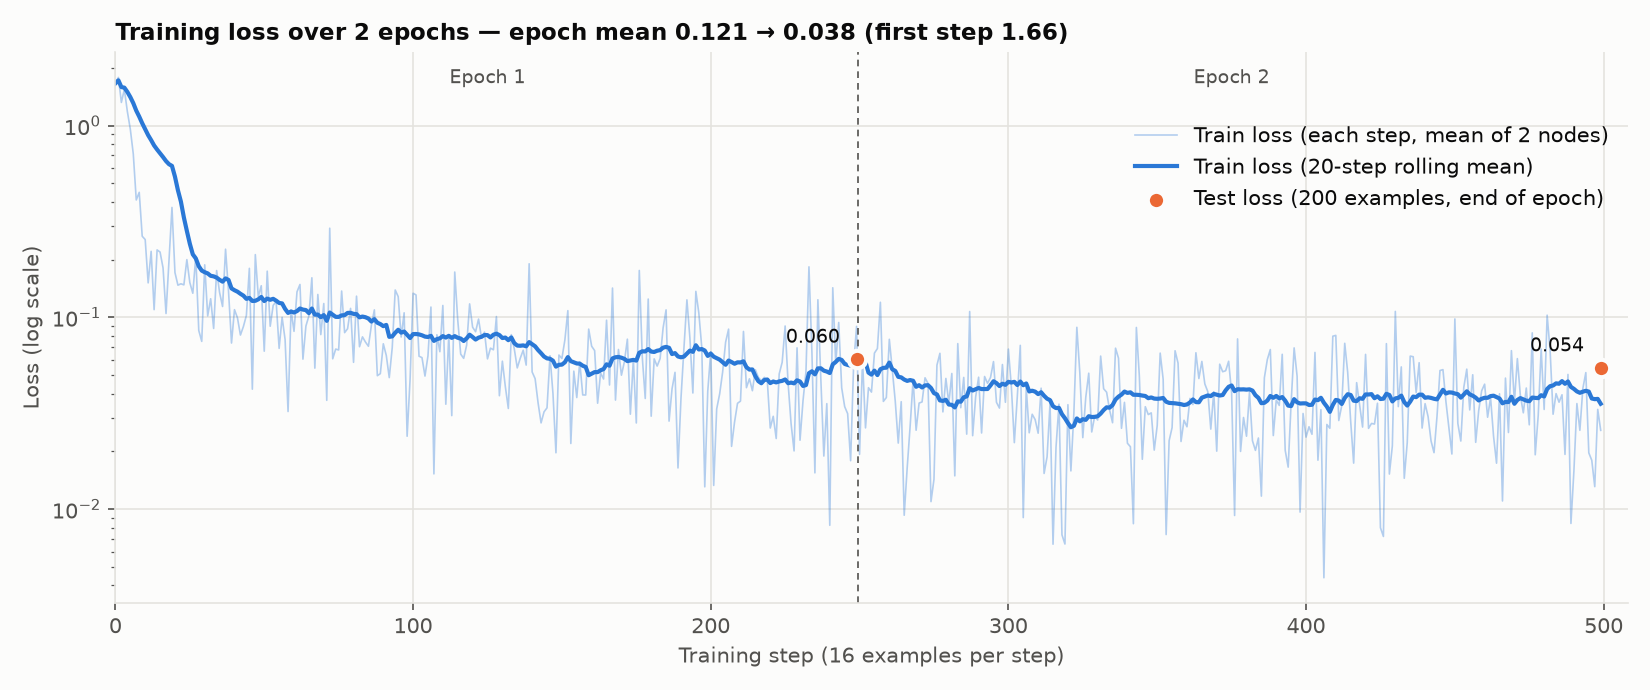 Training loss over 2 epochs — epoch mean 0.121 → 0.038 (first step 1.66)
Epoch 1
Epoch 2
Train loss (each step, mean of 2 nodes)
Train loss (20-step rolling mean)
Test loss (200 examples, end of epoch)
0.060
0.054
Loss (log scale)
10⁰
10⁻¹
10⁻²
0
100
200
300
400
500
Training step (16 examples per step)